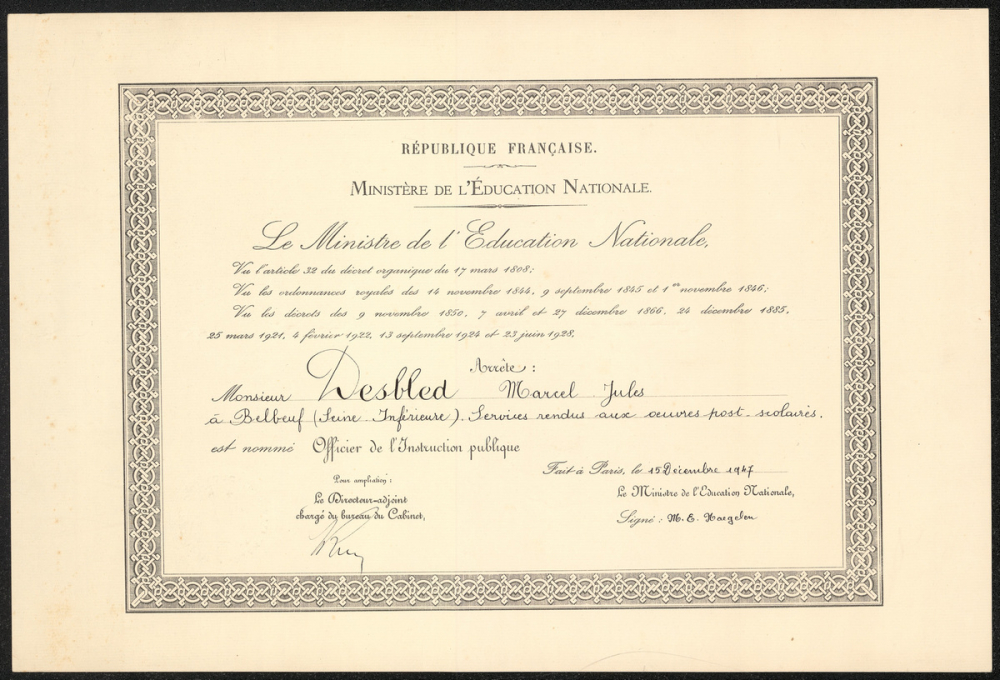 RÉPUBLIQUE FRANÇAISE.
MINISTÈRE DE L'ÉDUCATION NATIONALE.
Le Ministre de l'Education Nationale,
Vu l'article 32 du décret organique du 17 mars 1808;
Vu les ordonnances royales des 14 novembre 1844, 9 septembre 1845 et 1er novembre 1846;
Vu les décrets des 9 novembre 1850, 7 avril et 27 décembre 1866, 24 décembre 1885,
25 mars 1921, 4 février 1922, 13 septembre 1924 et 23 juin 1928,
Arrête :
Monsieur Desbled Marcel Jules
à Belbeuf (Seine-Inférieure). Services rendus aux oeuvres post-scolaires.
est nommé Officier de l'Instruction publique
Fait à Paris, le 15 Décembre 1947
Pour ampliation :
Le Ministre de l'Education Nationale,
Le Directeur-adjoint
chargé du bureau du Cabinet,
Signé : M. E. Naegelen